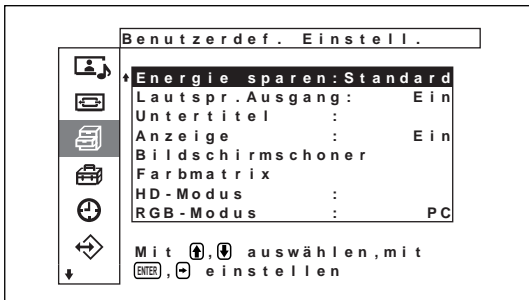 Benutzerdef. Einstell.
Energie sparen:Standard
Lautspr.Ausgang: Ein
Untertitel :
Anzeige : Ein
Bildschirmschoner
Farbmatrix
HD-Modus :
RGB-Modus : PC
Mit ↑,↓ auswählen,mit
ENTER,→ einstellen